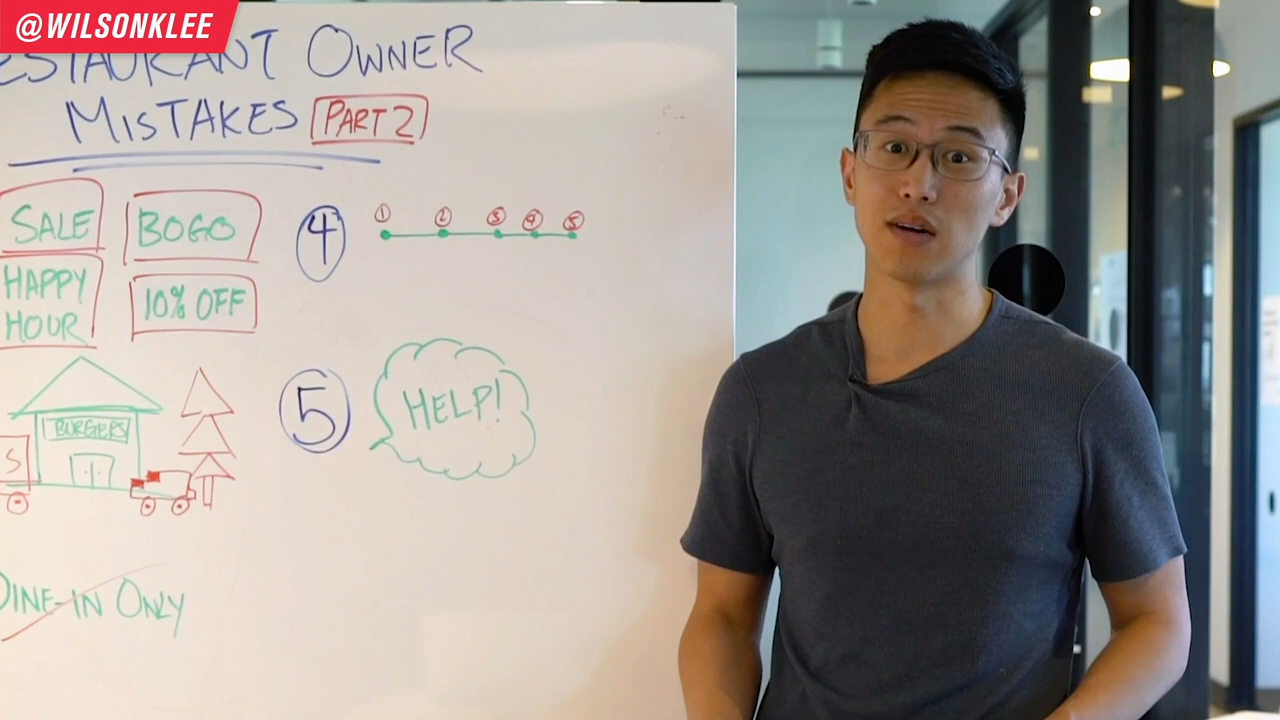 @WILSONKLEE
ESTAURANT OWNER
MISTAKES PART 2
SALE
BOGO
HAPPY
HOUR
10% OFF
4
1 2 3 4 5
BURGERS
S
5
HELP!
DINE-IN ONLY